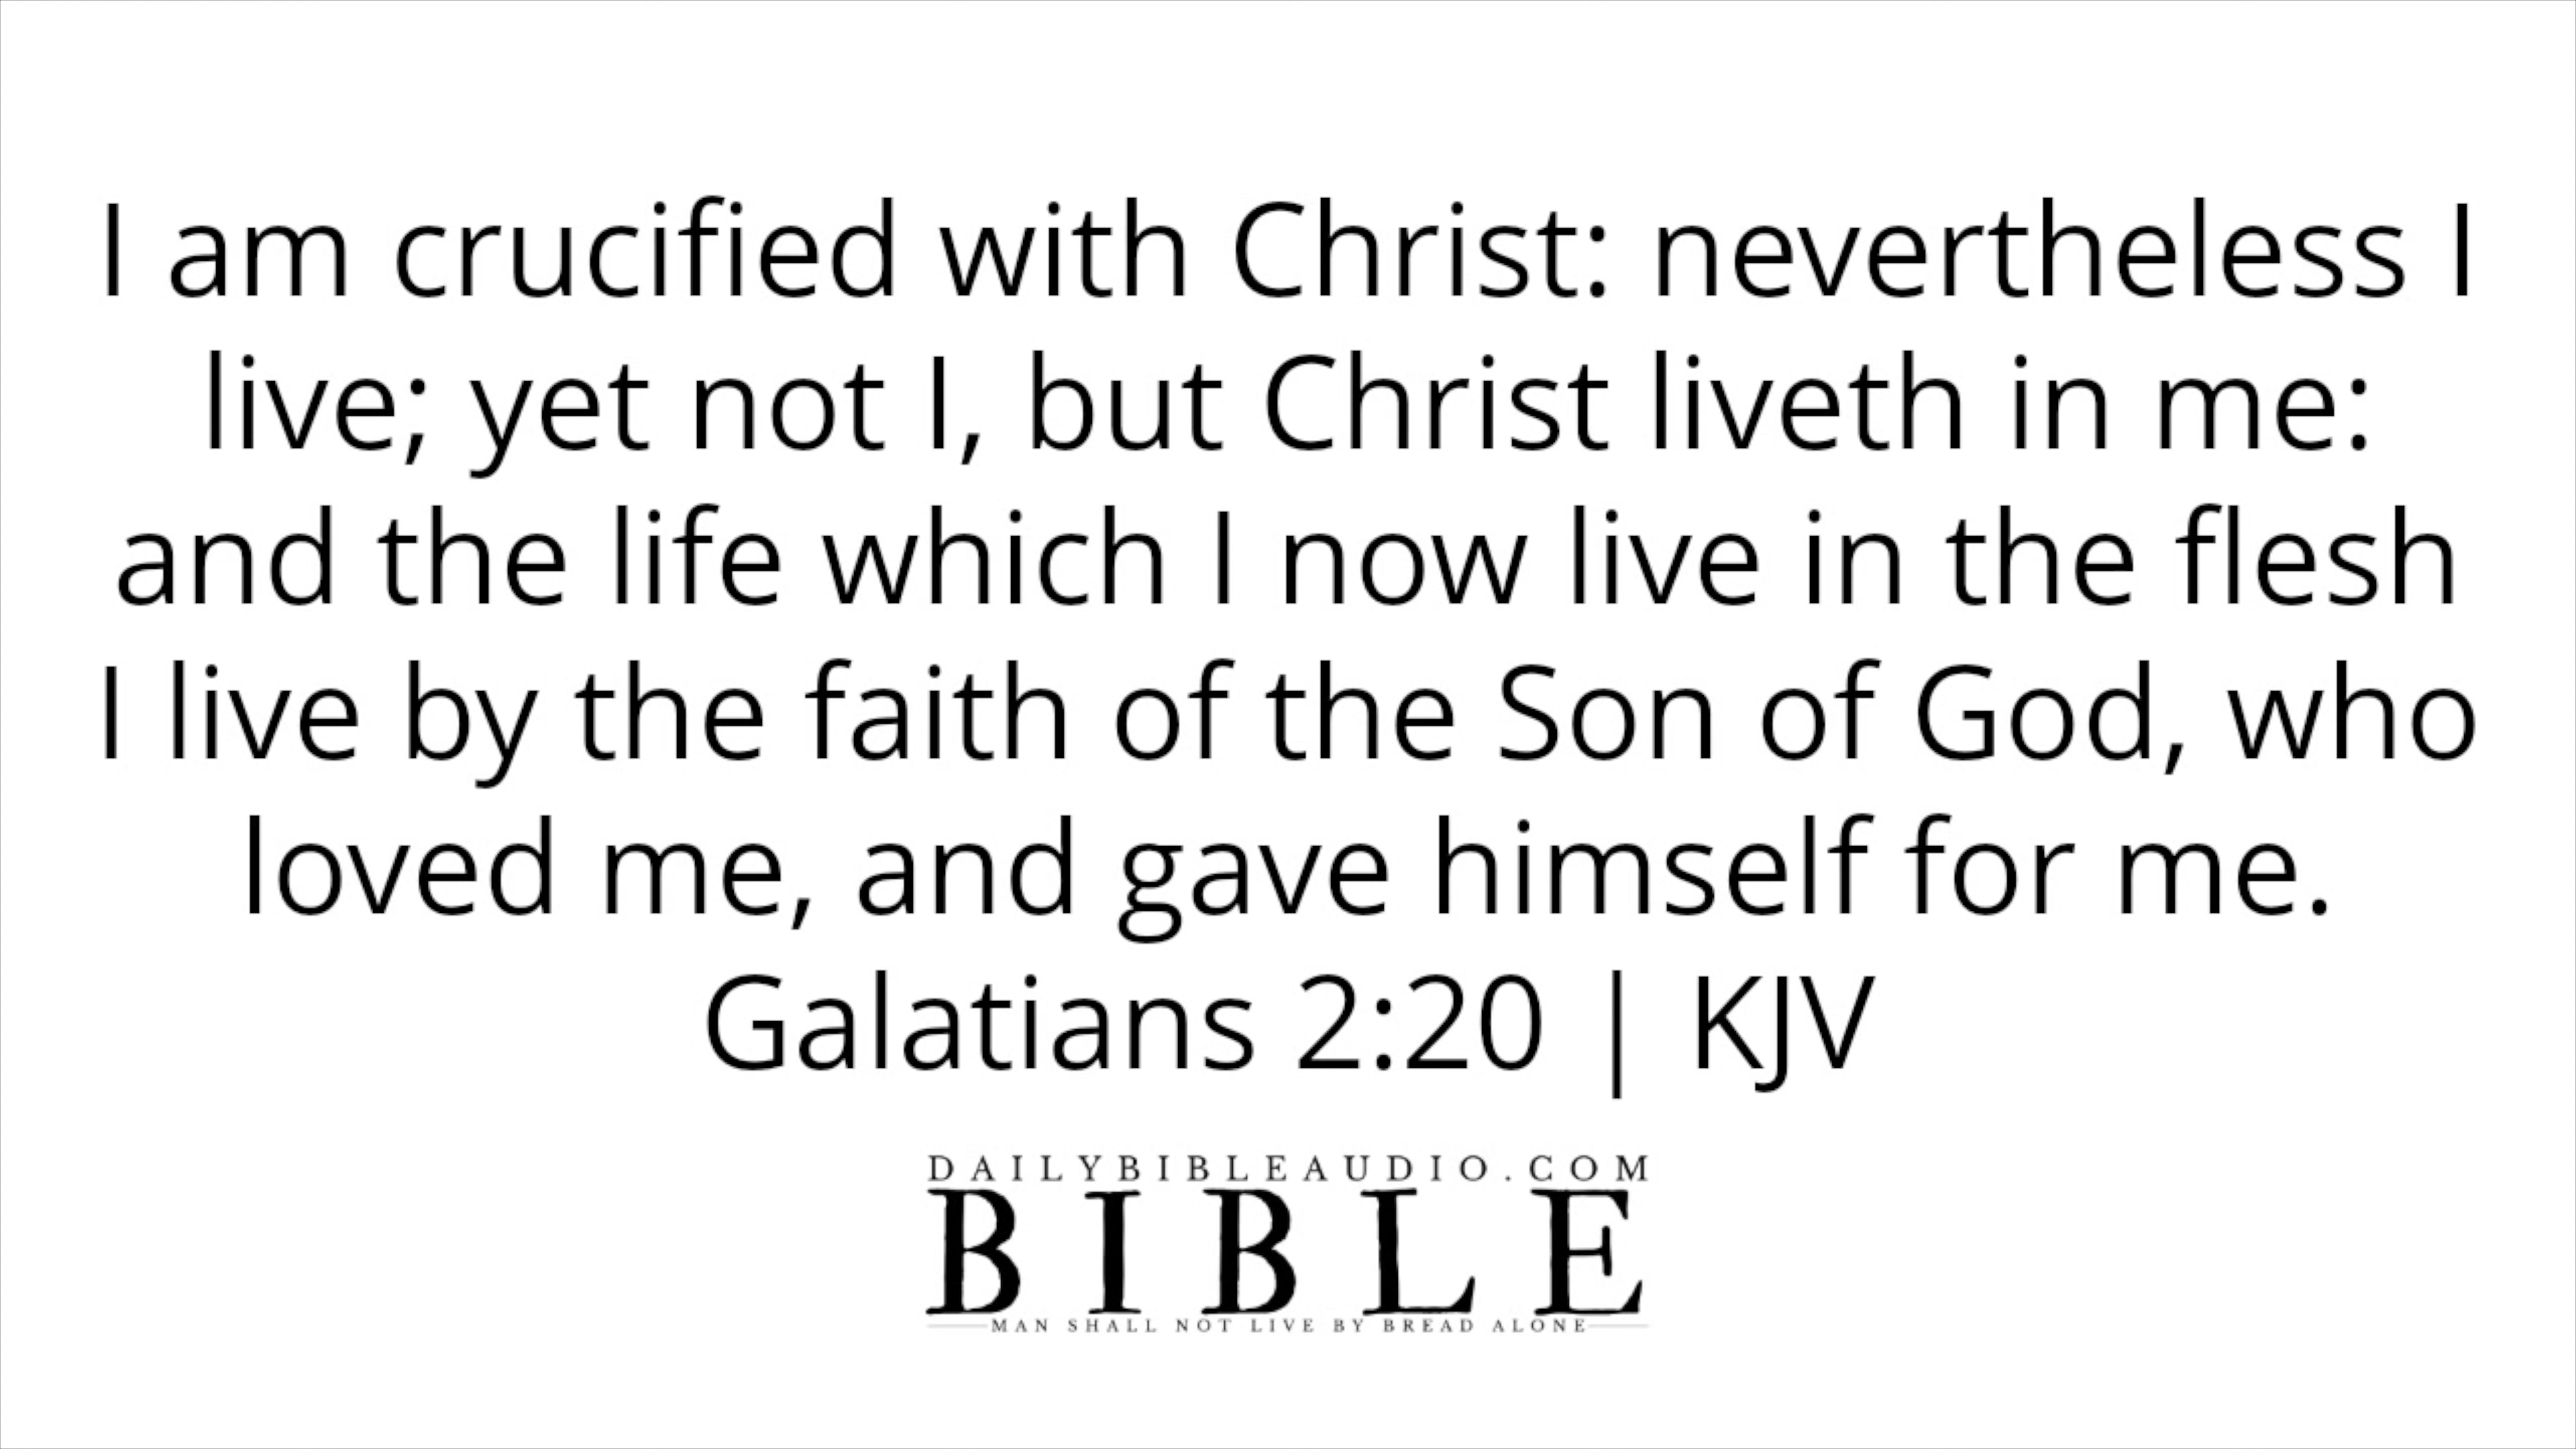 I am crucified with Christ: nevertheless I
live; yet not I, but Christ liveth in me:
and the life which I now live in the flesh
I live by the faith of the Son of God, who
loved me, and gave himself for me.
Galatians 2:20 | KJV
DAILYBIBLEAUDIO.COM
BIBLE
MAN SHALL NOT LIVE BY BREAD ALONE